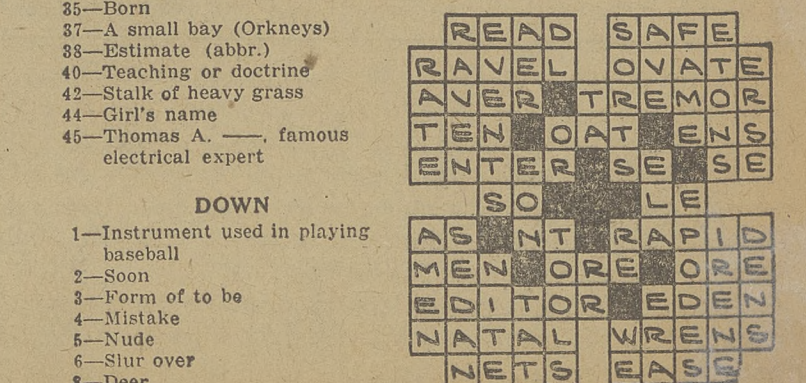 35—Born
37—A small bay (Orkneys)
38—Estimate (abbr.)
40—Teaching or doctrine
42—Stalk of heavy grass
44—Girl's name
45—Thomas A. ——, famous
electrical expert
DOWN
1—Instrument used in playing
baseball
2—Soon
3—Form of to be
4—Mistake
5—Nude
6—Slur over
8—Deer
READ SAFE
RAVEL OVATE
AVER TREMOR
TEN OAT ENS
ENTER SE SE
SO LE
AS NT RAPID
MEN ORE ORE
EDITOR EDEN
NATAL WRENS
NETS EASE